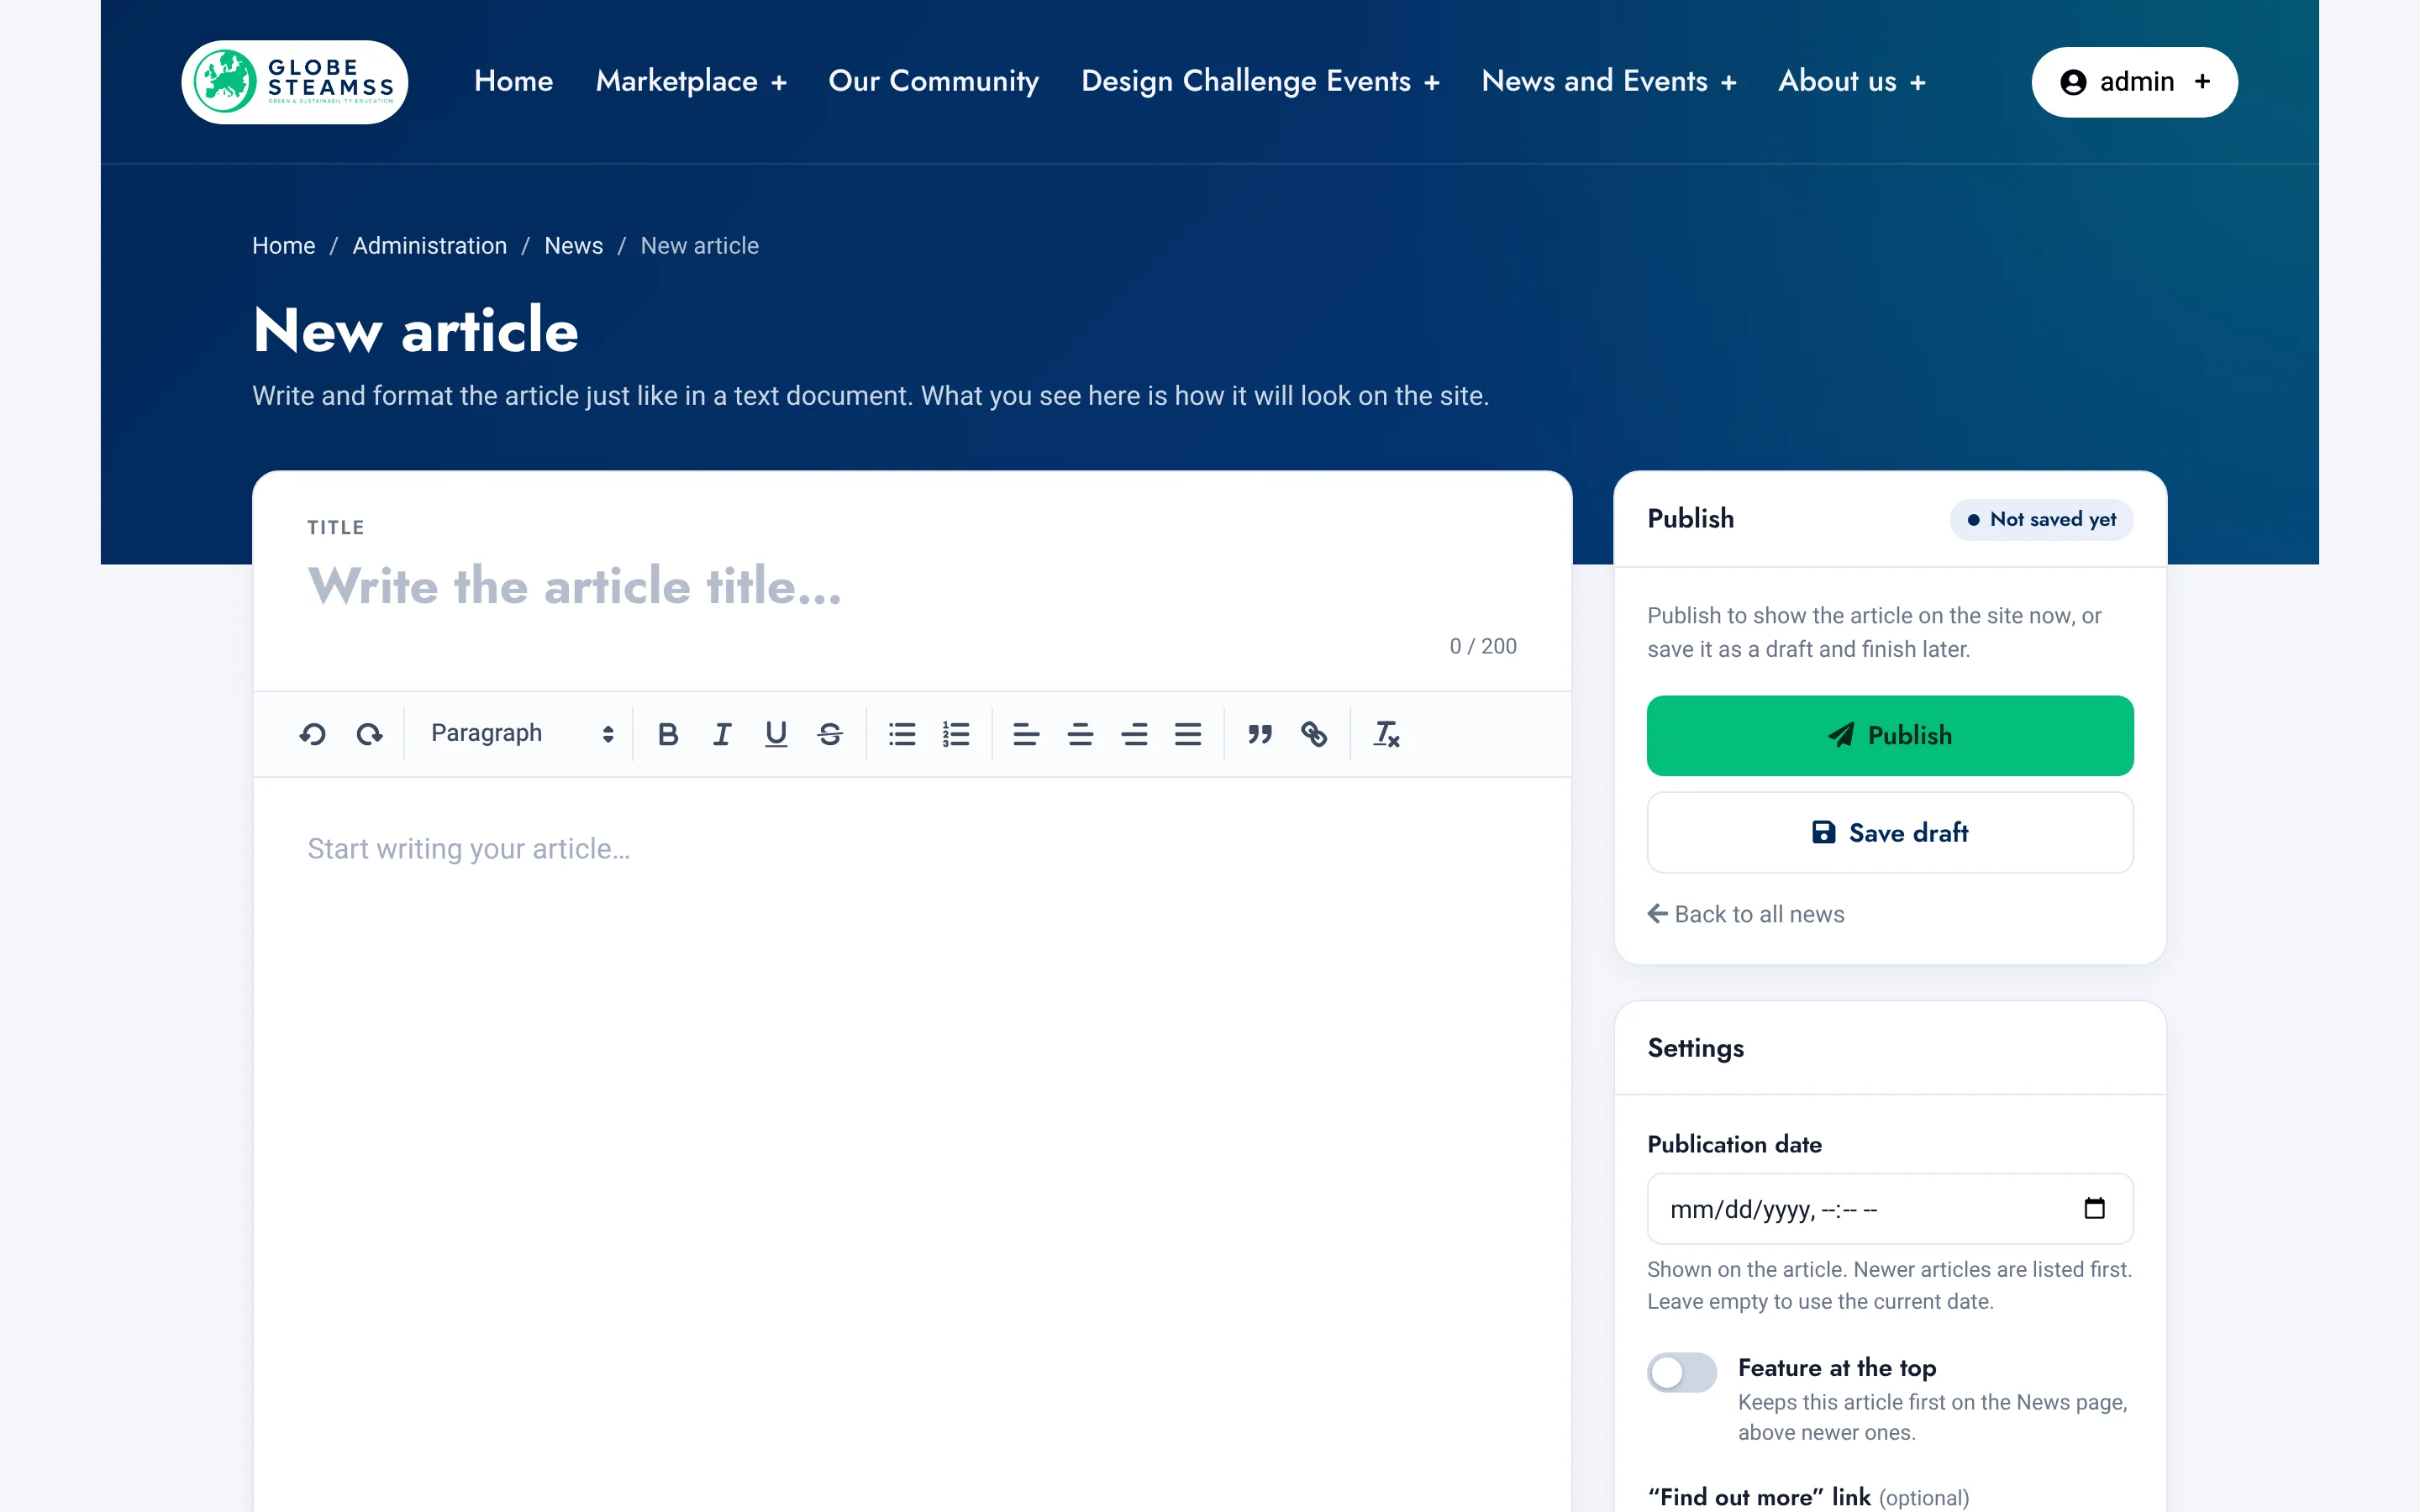 GLOBE
STEAMSS
GREEN & SUSTAINABILITY EDUCATION
Home
Marketplace +
Our Community
Design Challenge Events +
News and Events +
About us +
admin +
Home / Administration / News / New article
New article
Write and format the article just like in a text document. What you see here is how it will look on the site.
TITLE
Write the article title...
0 / 200
Paragraph
Start writing your article...
Publish
Not saved yet
Publish to show the article on the site now, or
save it as a draft and finish later.
Publish
Save draft
Back to all news
Settings
Publication date
mm/dd/yyyy, --:-- --
Shown on the article. Newer articles are listed first.
Leave empty to use the current date.
Feature at the top
Keeps this article first on the News page,
above newer ones.
“Find out more” link (optional)